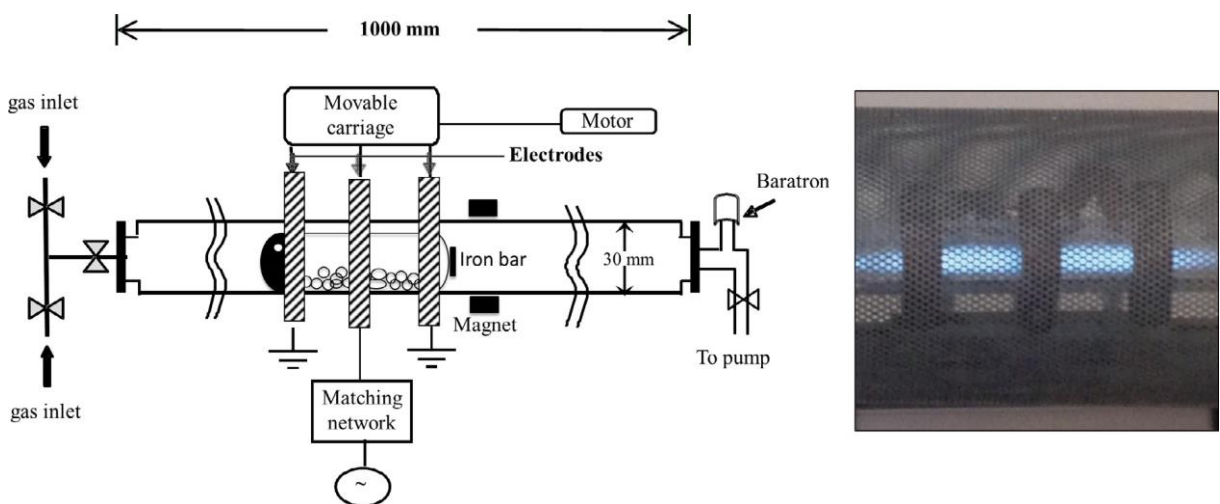 1000 mm
gas inlet
Movable
carriage
Motor
Electrodes
Baratron
Iron bar
30 mm
Magnet
To pump
gas inlet
Matching
network
~